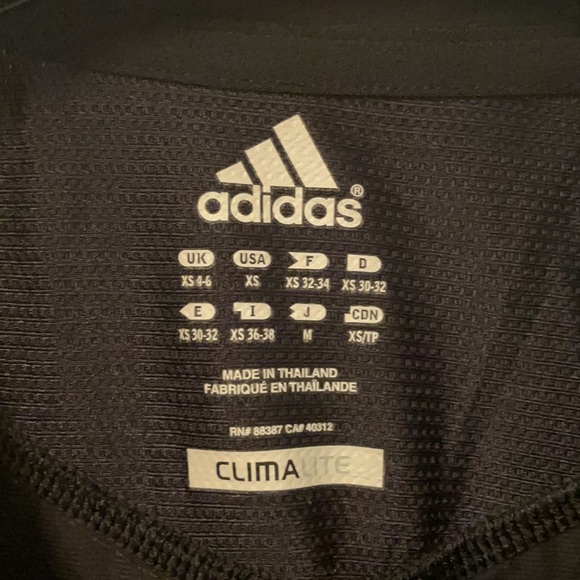 adidas®
UK USA F D
XS 4-6 XS XS 32-34 XS 30-32
E I J CDN
XS 30-32 XS 36-38 M XS/TP
MADE IN THAILAND
FABRIQUÉ EN THAÏLANDE
RN# 88387 CA# 40312
CLIMALITE